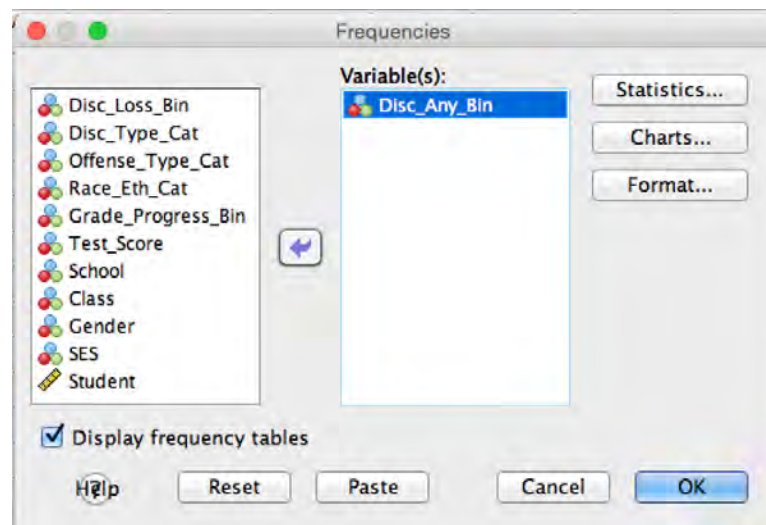 Frequencies
Variable(s):
Disc_Loss_Bin
Disc_Type_Cat
Offense_Type_Cat
Race_Eth_Cat
Grade_Progress_Bin
Test_Score
School
Class
Gender
SES
Student
Disc_Any_Bin
Statistics...
Charts...
Format...
Display frequency tables
Help
Reset
Paste
Cancel
OK